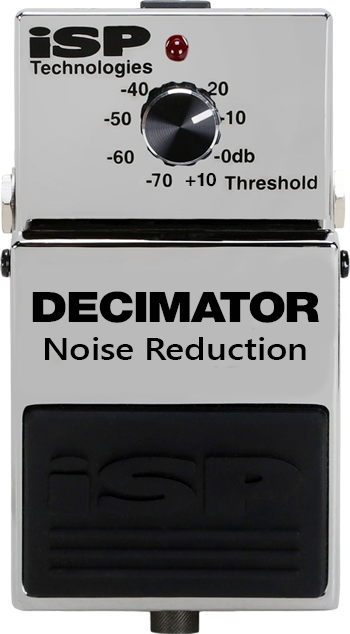 iSP
Technologies
-40 20
-50 -10
-60 -0db
-70 +10 Threshold
DECIMATOR
Noise Reduction
iSP